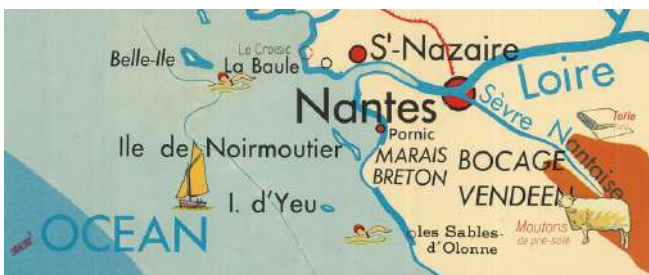 Belle-Ile
Le Croisic
La Baule
S'-Nazaire
Nantes
Loire
Sèvre Nantaise
Toile
Pornic
Ile de Noirmoutier
MARAIS
BRETON
BOCAGE
VENDEEN
I. d'Yeu
OCEAN
les Sables-
d'Olonne
Moutons
de pré-salé